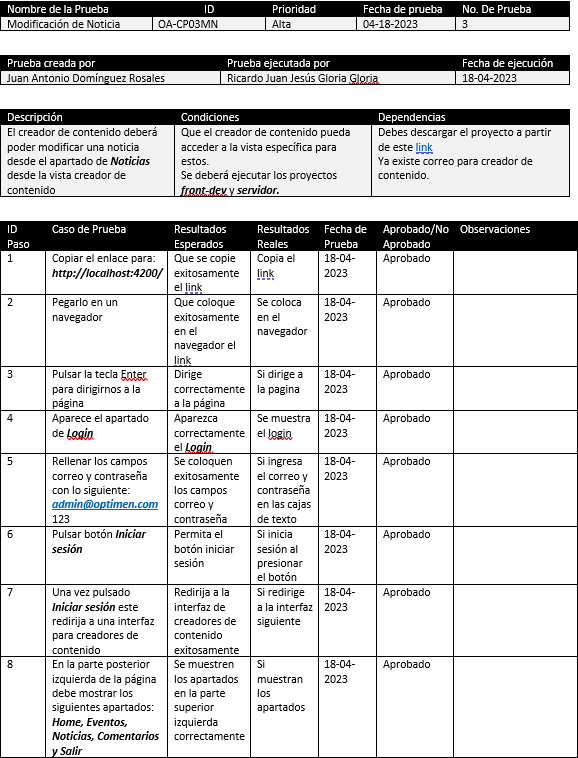 Nombre de la Prueba ID Prioridad Fecha de prueba No. De Prueba
Modificación de Noticia OA-CP03MN Alta 04-18-2023 3
Prueba creada por Prueba ejecutada por Fecha de ejecución
Juan Antonio Domínguez Rosales Ricardo Juan Jesús Gloria Gloria 18-04-2023
Descripción Condiciones Dependencias
El creador de contenido deberá
poder modificar una noticia
desde el apartado de Noticias
desde la vista creador de
contenido
Que el creador de contenido pueda
acceder a la vista específica para
estos.
Se deberá ejecutar los proyectos
front-dev y servidor.
Debes descargar el proyecto a partir
de este link
Ya existe correo para creador de
contenido.
ID
Paso
Caso de Prueba
Resultados
Esperados
Resultados
Reales
Fecha de
Prueba
Aprobado/No
Aprobado
Observaciones
1
Copiar el enlace para:
http://localhost:4200/
Que se copie
exitosamente
el link
Copia el
link
18-04-
2023
Aprobado
2
Pegarlo en un
navegador
Que coloque
exitosamente
en el
navegador el
link
Se coloca
en el
navegador
18-04-
2023
Aprobado
3
Pulsar la tecla Enter
para dirigirnos a la
página
Dirige
correctamente
a la página
Si dirige a
la pagina
18-04-
2023
Aprobado
4
Aparece el apartado
de Login
Aparezca
correctamente
el Login
Se muestra
el login
18-04-
2023
Aprobado
5
Rellenar los campos
correo y contraseña
con lo siguiente:
admin@optimen.com
123
Se coloquen
exitosamente
los campos
correo y
contraseña
Si ingresa
el correo y
contraseña
en las cajas
de texto
18-04-
2023
Aprobado
6
Pulsar botón Iniciar
sesión
Permita el
botón iniciar
sesión
Si inicia
sesión al
presionar
el botón
18-04-
2023
Aprobado
7
Una vez pulsado
Iniciar sesión este
redirija a una interfaz
para creadores de
contenido
Redirija a la
interfaz de
creadores de
contenido
exitosamente
Si redirige
a la interfaz
siguiente
18-04-
2023
Aprobado
8
En la parte posterior
izquierda de la página
debe mostrar los
siguientes apartados:
Home, Eventos,
Noticias, Comentarios
y Salir
Se muestren
los apartados
en la parte
superior
izquierda
correctamente
Si
muestran
los
apartados
18-04-
2023
Aprobado